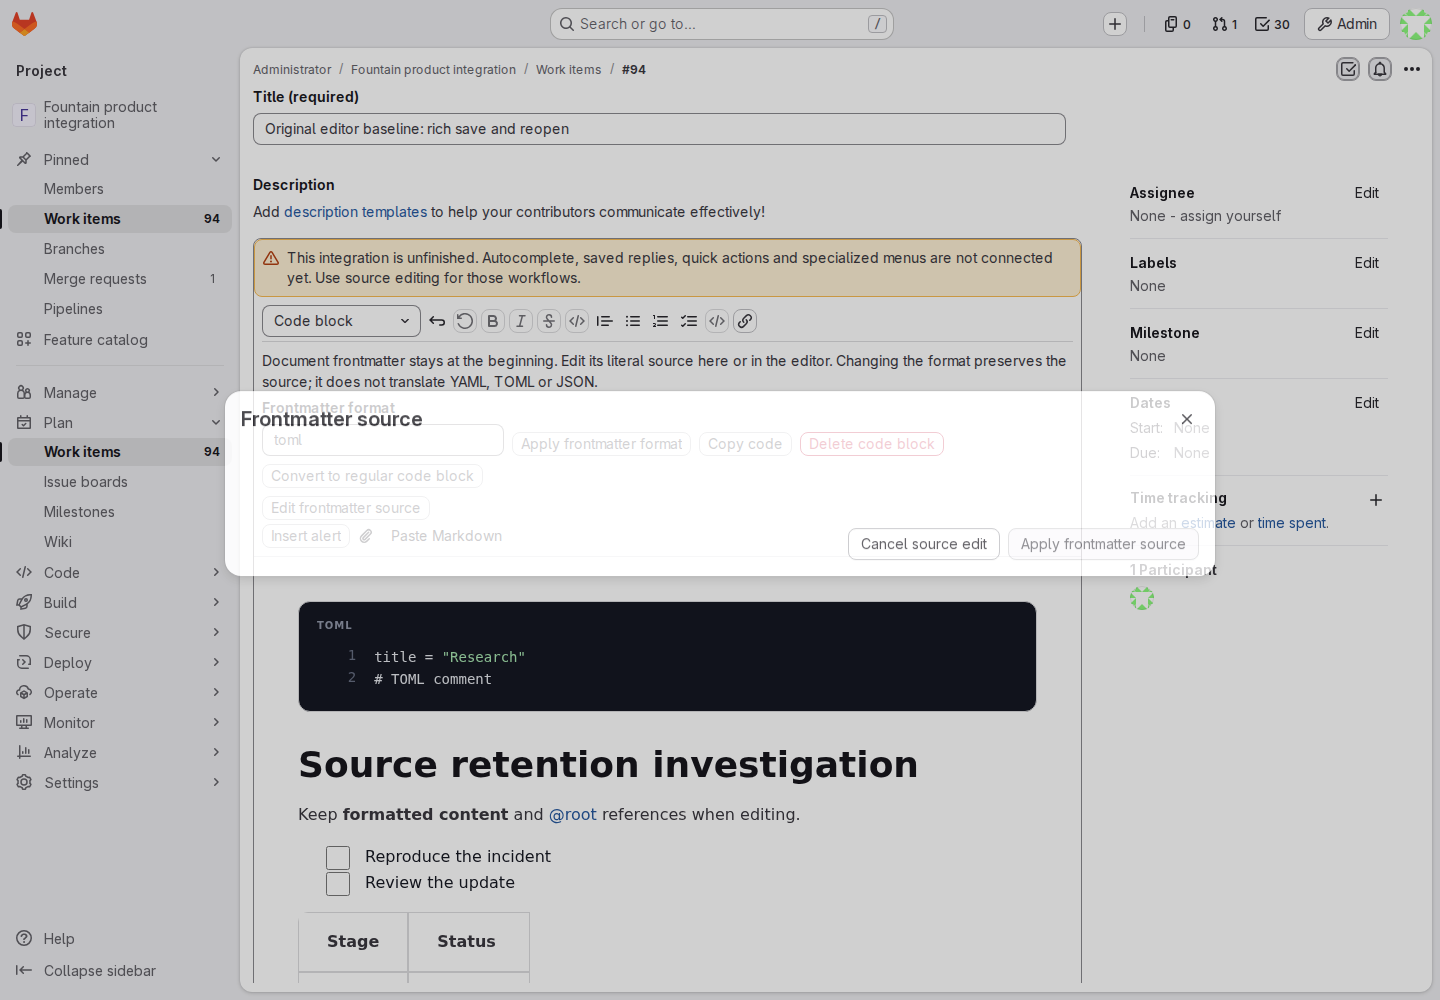 Search or go to...
/
0
1
30
Admin
Project
F
Fountain product integration
Pinned
Members
Work items
94
Branches
Merge requests
1
Pipelines
Feature catalog
Manage
Plan
Work items
94
Issue boards
Milestones
Wiki
Code
Build
Secure
Deploy
Operate
Monitor
Analyze
Settings
Help
Collapse sidebar
Administrator / Fountain product integration / Work items / #94
Title (required)
Original editor baseline: rich save and reopen
Description
Add description templates to help your contributors communicate effectively!
This integration is unfinished. Autocomplete, saved replies, quick actions and specialized menus are not connected
yet. Use source editing for those workflows.
Code block
Document frontmatter stays at the beginning. Edit its literal source here or in the editor. Changing the format preserves the
source; it does not translate YAML, TOML or JSON.
Frontmatter format
Frontmatter source
toml
Apply frontmatter format
Copy code
Delete code block
Convert to regular code block
Edit frontmatter source
Insert alert
Paste Markdown
Cancel source edit
Apply frontmatter source
TOML
1 title = "Research"
2 # TOML comment
Source retention investigation
Keep formatted content and @root references when editing.
Reproduce the incident
Review the update
Stage Status
Assignee Edit
None - assign yourself
Labels Edit
None
Milestone Edit
None
Dates Edit
Start: None
Due: None
Time tracking
Add an estimate or time spent.
1 Participant